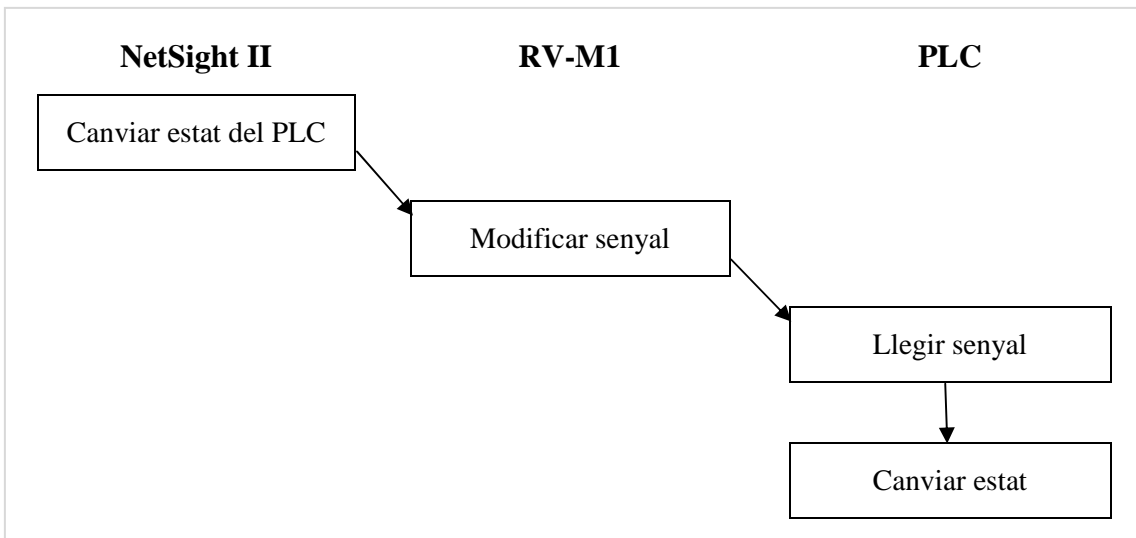 NetSight II RV-M1 PLC
Canviar estat del PLC
Modificar senyal
Llegir senyal
Canviar estat